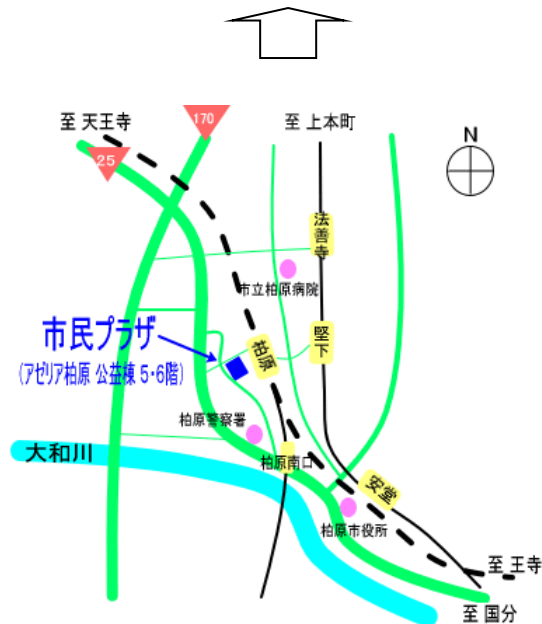 至 天王寺
170
至 上本町
25
N
法善寺
市立柏原病院
市民プラザ
（アゼリア柏原 公益棟 5・6階）
柏原
堅下
柏原警察署
大和川
柏原南口
安堂
柏原市役所
至 王寺
至 国分